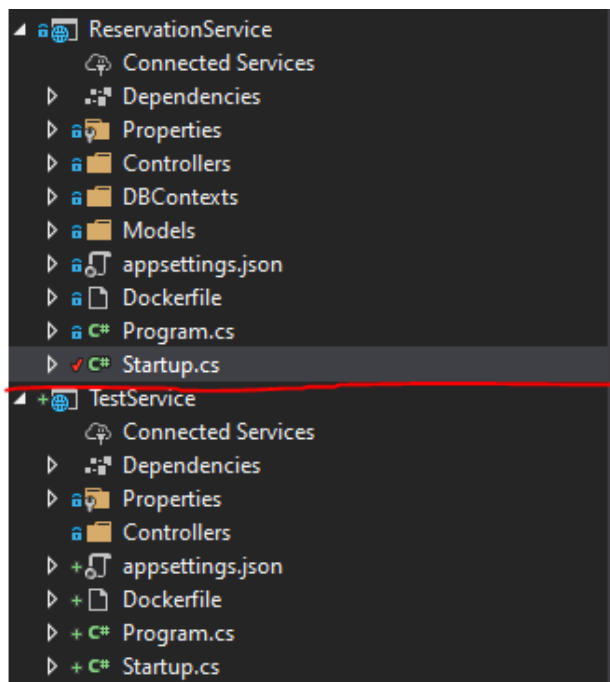 ReservationService
Connected Services
Dependencies
Properties
Controllers
DBContexts
Models
appsettings.json
Dockerfile
C# Program.cs
C# Startup.cs
TestService
Connected Services
Dependencies
Properties
Controllers
appsettings.json
Dockerfile
C# Program.cs
C# Startup.cs